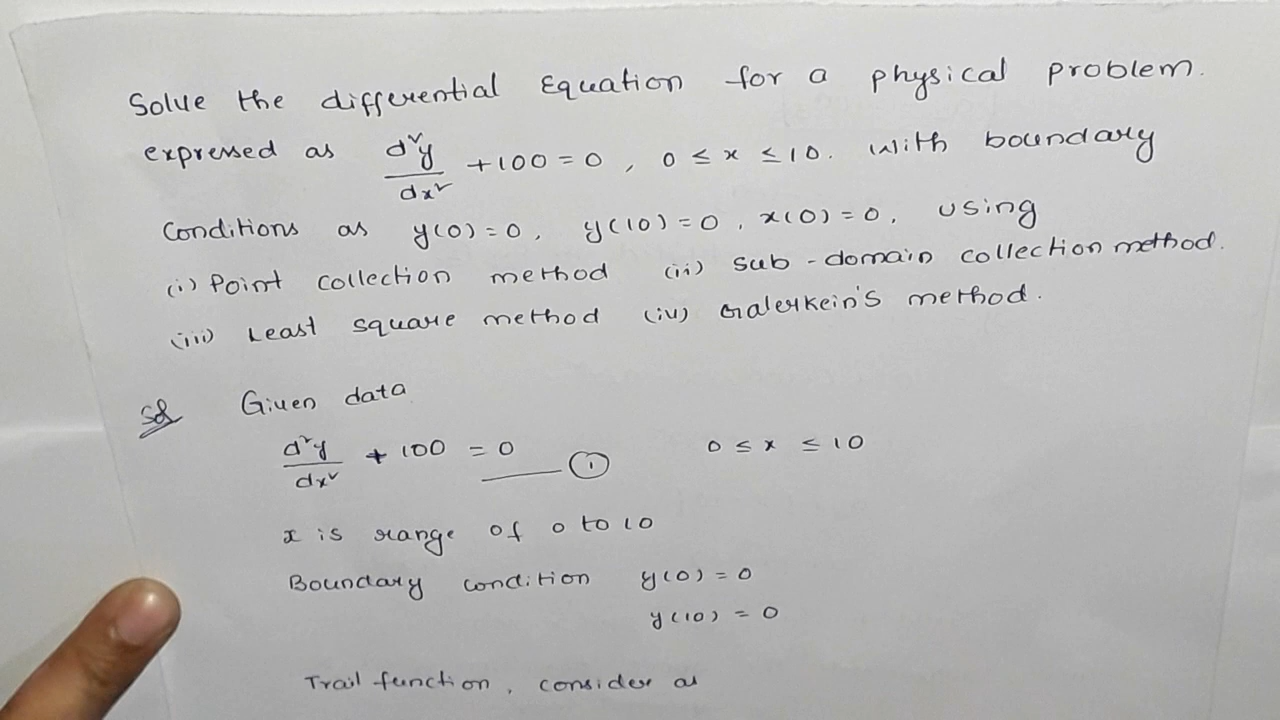 Solve the differential Equation for a physical problem.
expressed as d²y/dx² + 100 = 0 , 0 ≤ x ≤ 10. With boundary
Conditions as y(0) = 0, y(10) = 0, x(0) = 0, using
(i) Point collection method (ii) sub-domain collection method.
(iii) Least square method (iv) Galerkein's method.
Sol Given data
d²y/dx² + 100 = 0 ——— ① 0 ≤ x ≤ 10
x is range of 0 to 10
Boundary condition y(0) = 0
y(10) = 0
Trail function, consider as